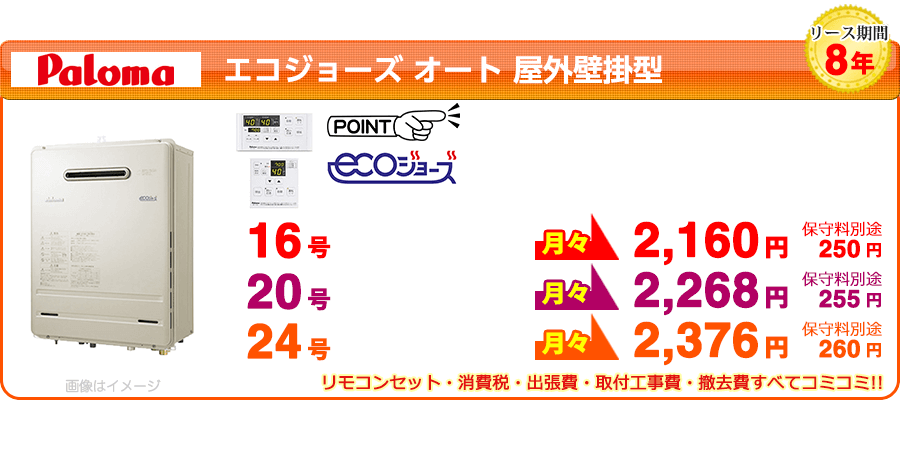 リース期間
8年
Paloma
エコジョーズ オート 屋外壁掛型
POINT
ecoジョーズ
16号
月々 2,160円
保守料別途
250円
20号
月々 2,268円
保守料別途
255円
24号
月々 2,376円
保守料別途
260円
画像はイメージ
リモコンセット・消費税・出張費・取付工事費・撤去費すべてコミコミ!!